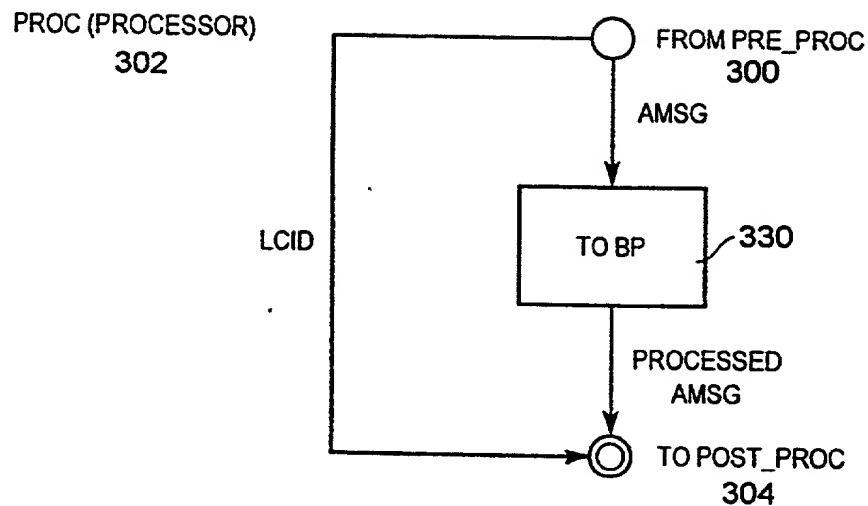 PROC (PROCESSOR)
302
FROM PRE_PROC
300
AMSG
LCID
TO BP
330
PROCESSED
AMSG
TO POST_PROC
304